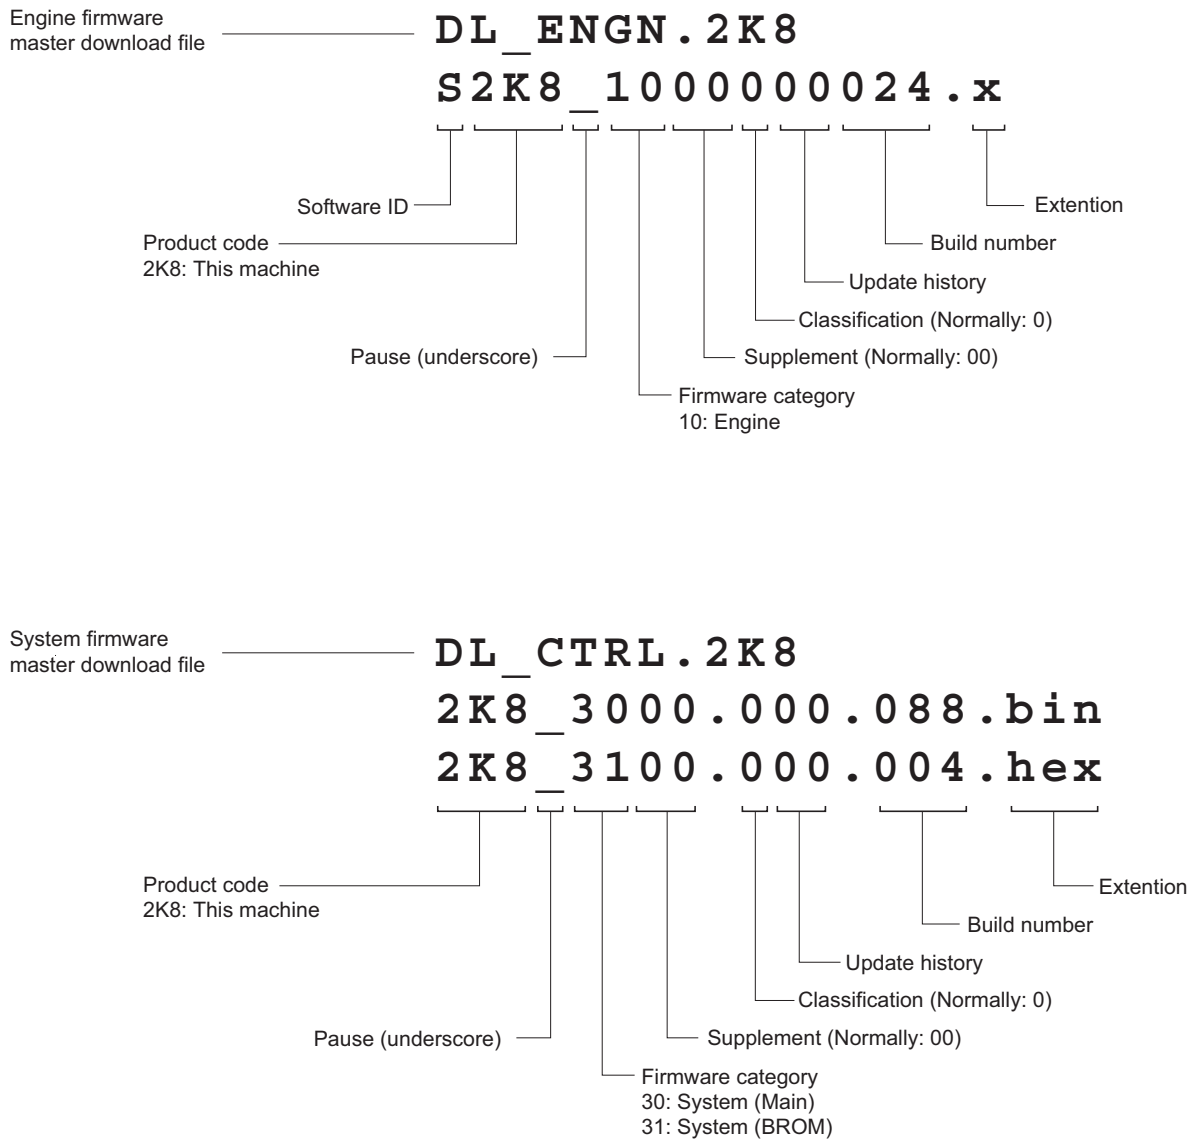 Engine firmware
master download file
DL_ENGN.2K8
S2K8_1000000024.x
Software ID
Extention
Product code
2K8: This machine
Build number
Update history
Classification (Normally: 0)
Pause (underscore)
Supplement (Normally: 00)
Firmware category
10: Engine
System firmware
master download file
DL_CTRL.2K8
2K8_3000.000.088.bin
2K8_3100.000.004.hex
Product code
2K8: This machine
Extention
Build number
Update history
Classification (Normally: 0)
Pause (underscore)
Supplement (Normally: 00)
Firmware category
30: System (Main)
31: System (BROM)